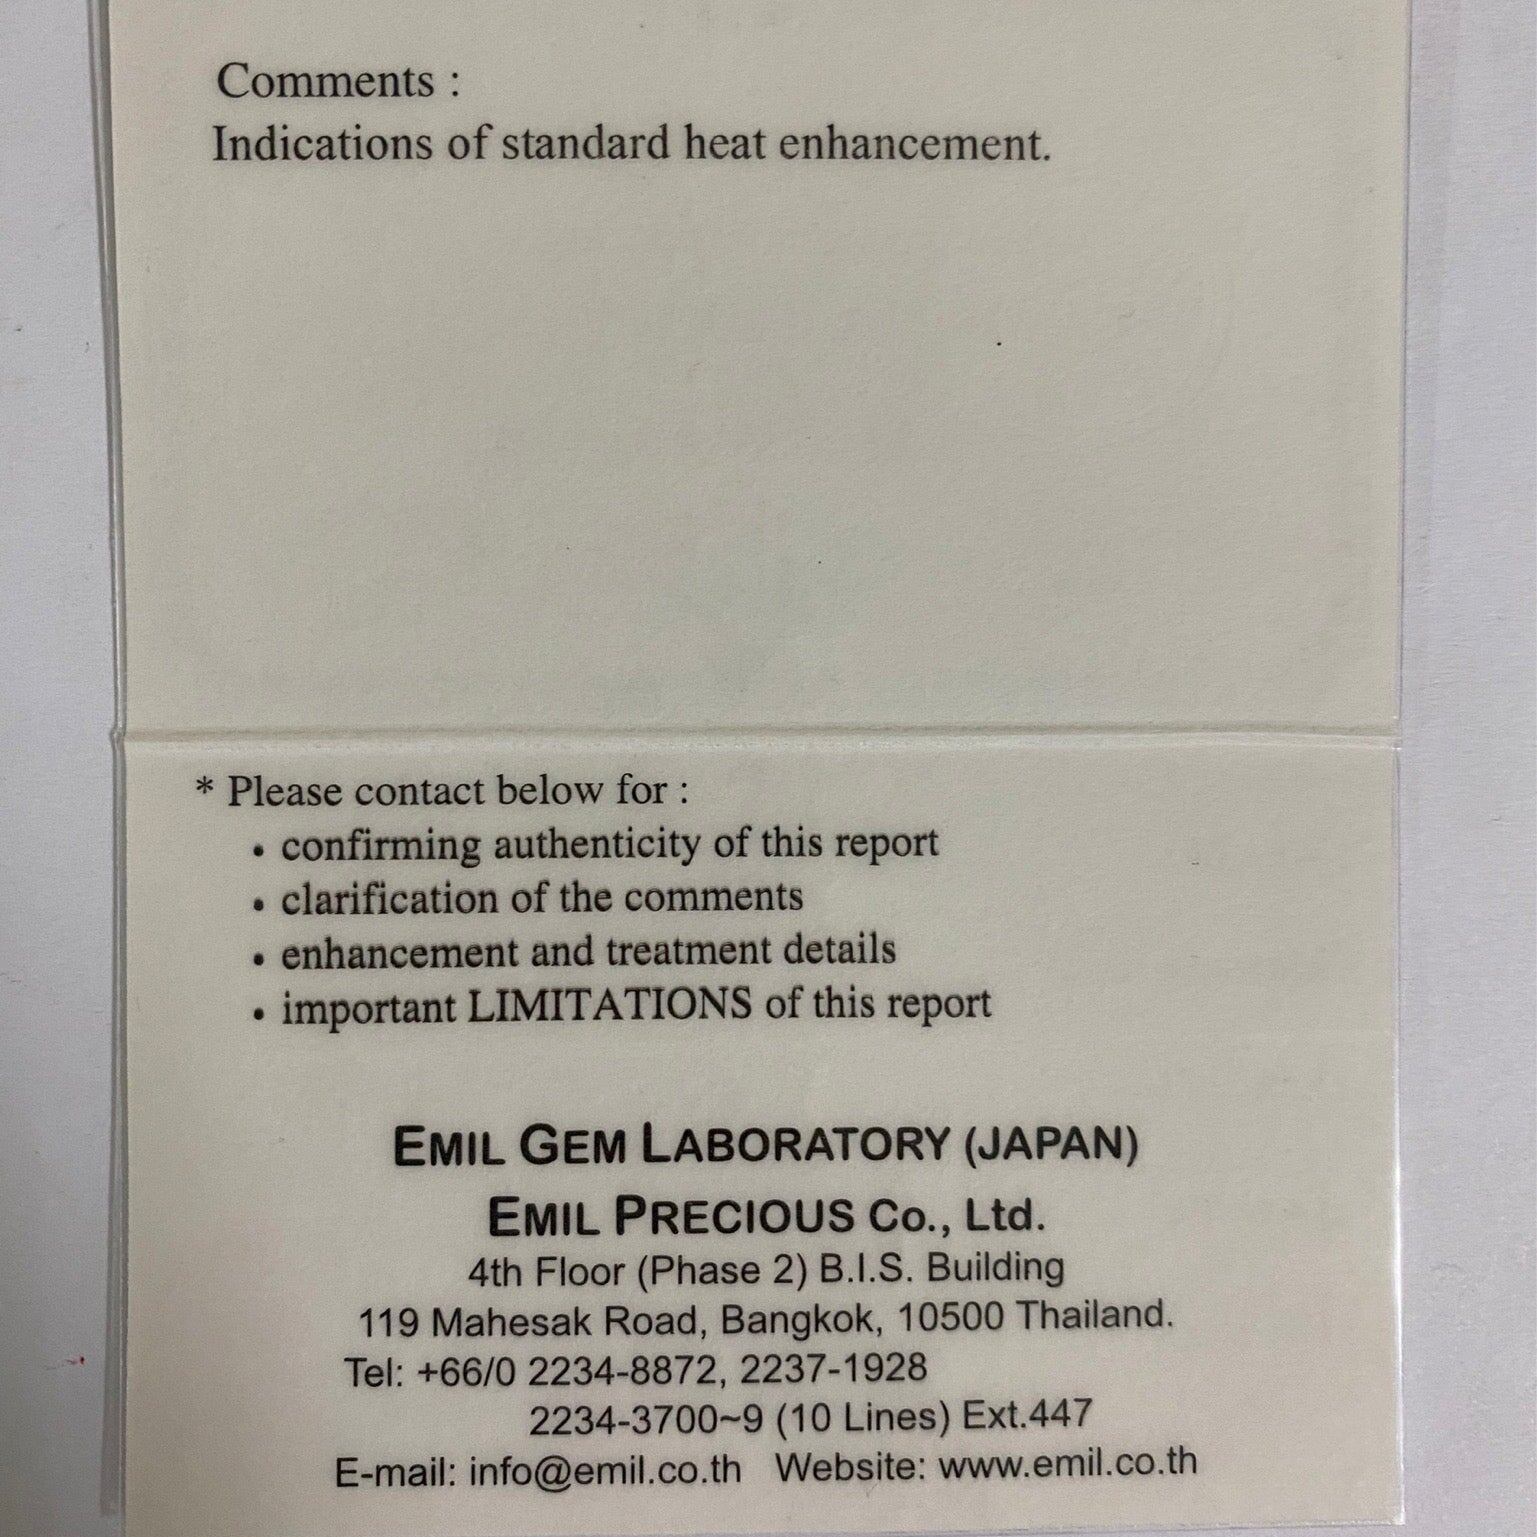 Comments :
Indications of standard heat enhancement.
* Please contact below for :
• confirming authenticity of this report
• clarification of the comments
• enhancement and treatment details
• important LIMITATIONS of this report
EMIL GEM LABORATORY (JAPAN)
EMIL PRECIOUS Co., Ltd.
4th Floor (Phase 2) B.I.S. Building
119 Mahesak Road, Bangkok, 10500 Thailand.
Tel: +66/0 2234-8872, 2237-1928
2234-3700~9 (10 Lines) Ext.447
E-mail: info@emil.co.th Website: www.emil.co.th